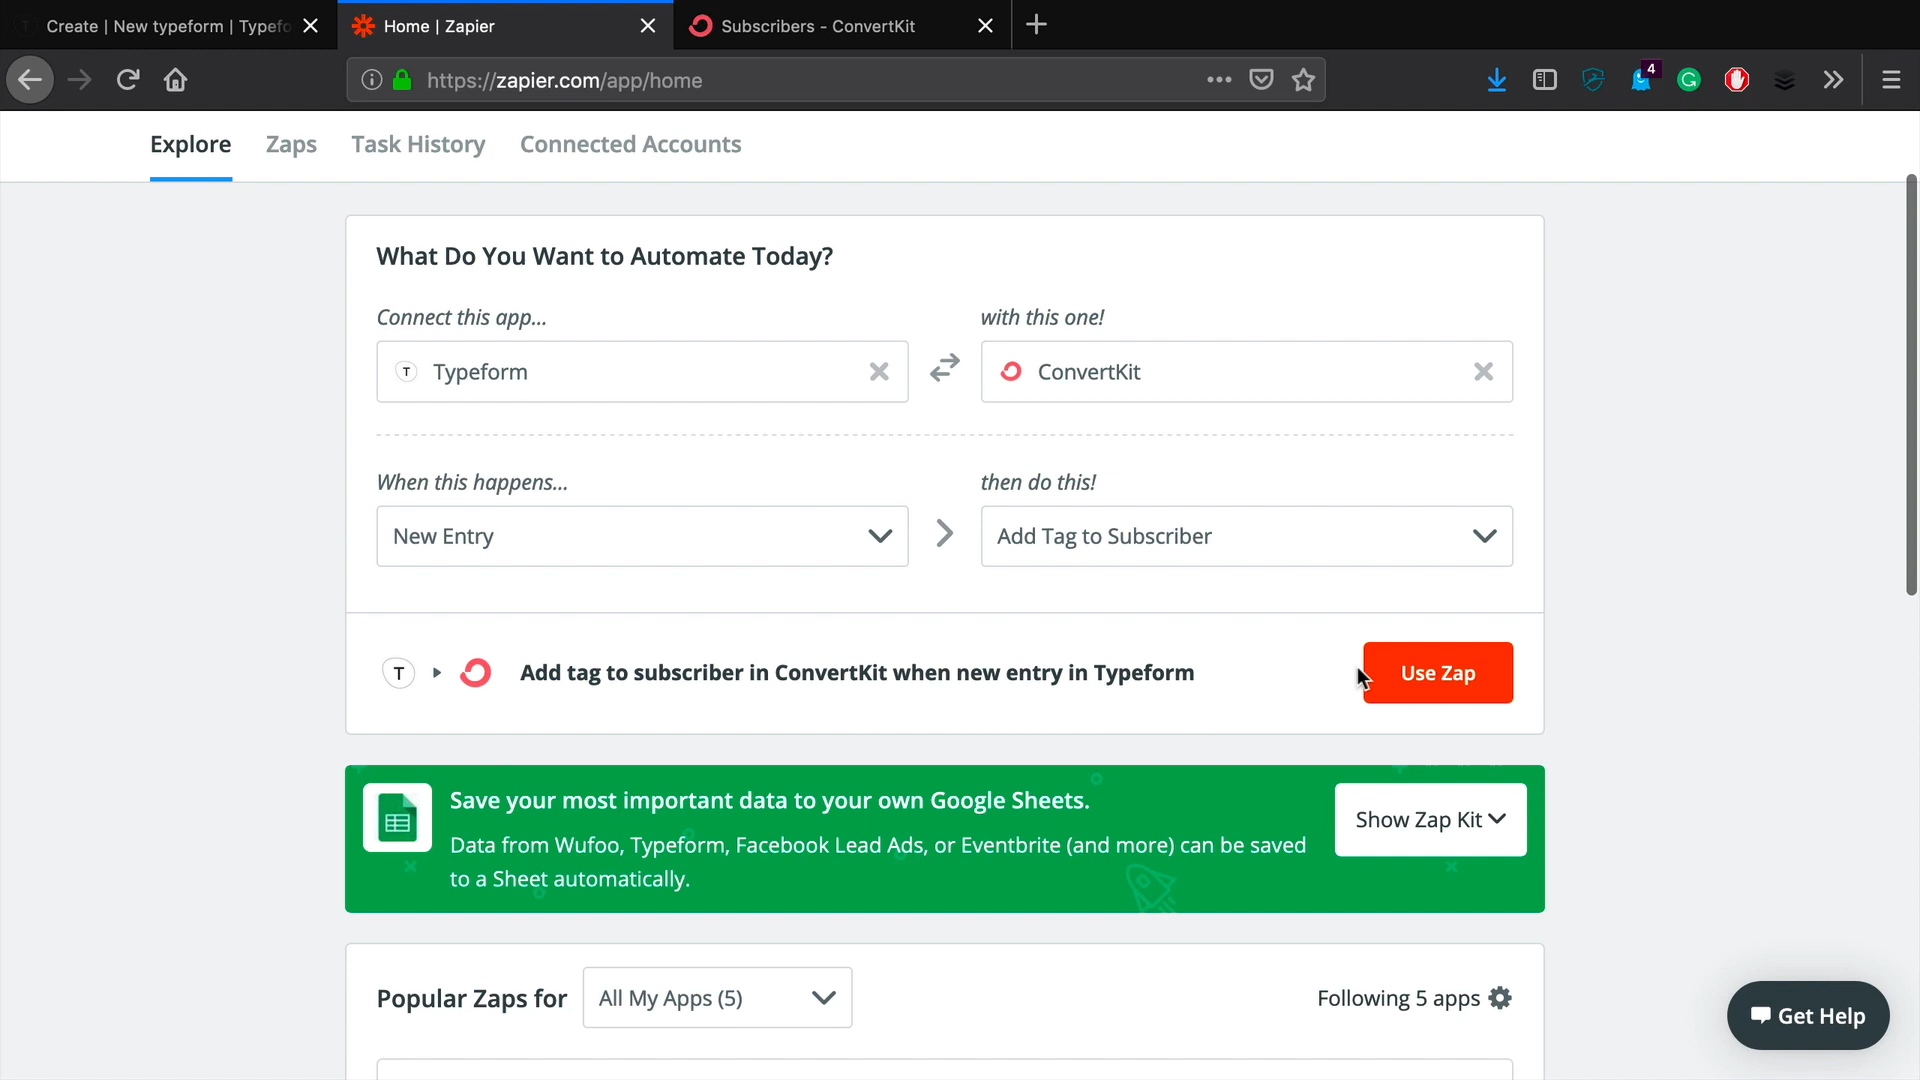 Create | New typeform | Typefo
Home | Zapier
Subscribers - ConvertKit
https://zapier.com/app/home
4
Explore
Zaps
Task History
Connected Accounts
What Do You Want to Automate Today?
Connect this app...
with this one!
T Typeform
ConvertKit
When this happens...
then do this!
New Entry
Add Tag to Subscriber
T
Add tag to subscriber in ConvertKit when new entry in Typeform
Use Zap
Save your most important data to your own Google Sheets.
Data from Wufoo, Typeform, Facebook Lead Ads, or Eventbrite (and more) can be saved
to a Sheet automatically.
Show Zap Kit
Popular Zaps for
All My Apps (5)
Following 5 apps
Get Help